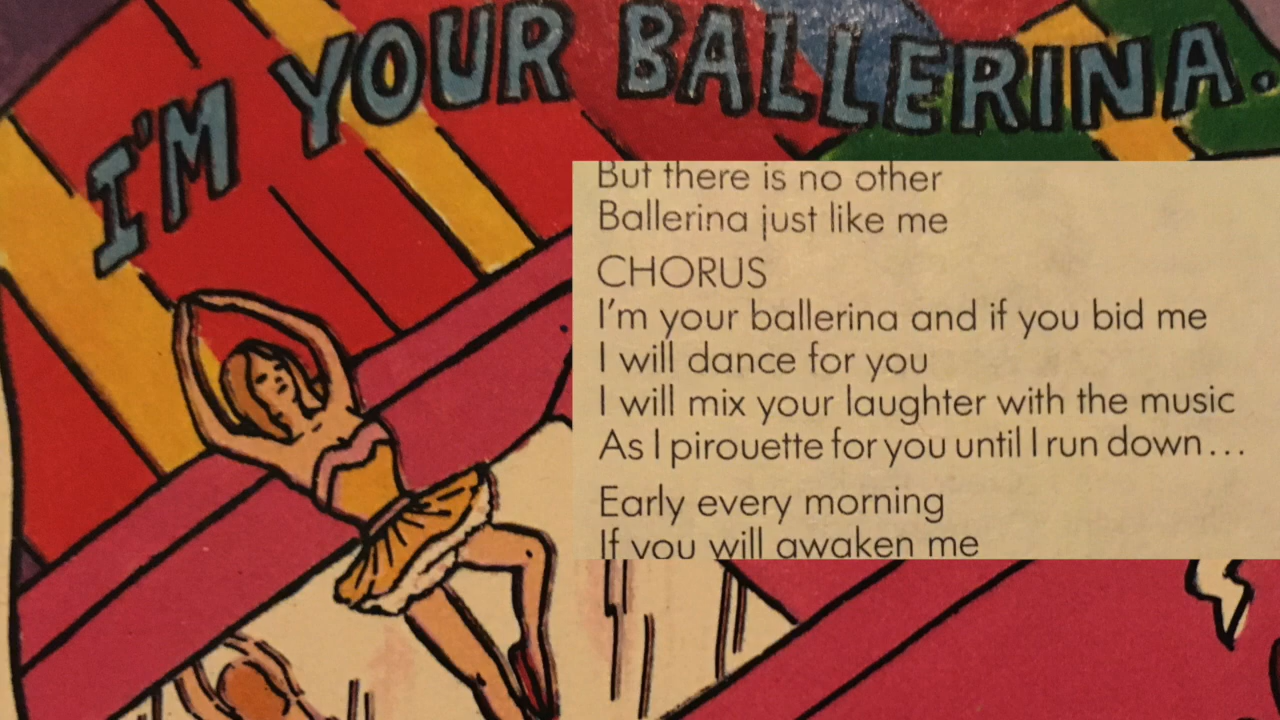 I'M YOUR BALLERINA.
But there is no other
Ballerina just like me
CHORUS
I'm your ballerina and if you bid me
I will dance for you
I will mix your laughter with the music
As I pirouette for you until I run down...
Early every morning
If you will awaken me